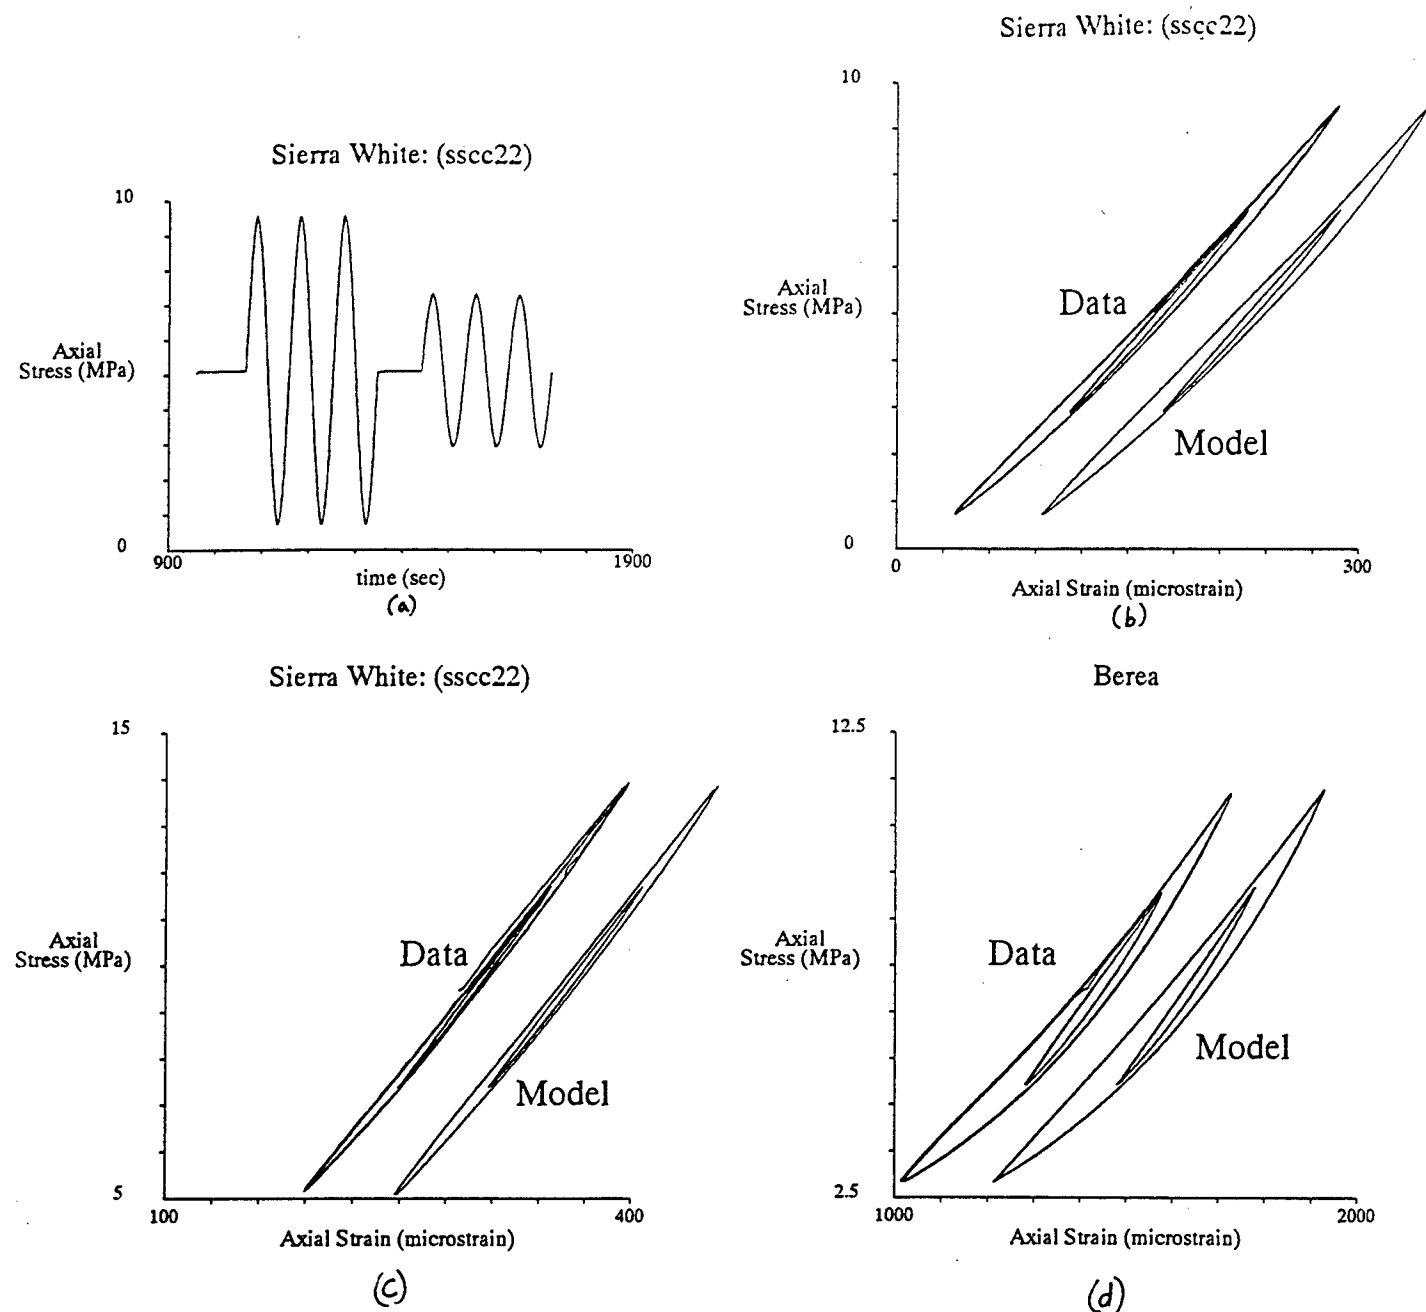 Sierra White: (sscc22)
10
Axial
Stress (MPa)
0
900
1900
time (sec)
(a)
Sierra White: (sscc22)
10
Axial
Stress (MPa)
Data
Model
0
0
300
Axial Strain (microstrain)
(b)
Sierra White: (sscc22)
15
Axial
Stress (MPa)
Data
Model
5
100
400
Axial Strain (microstrain)
(c)
Berea
12.5
Axial
Stress (MPa)
Data
Model
2.5
1000
2000
Axial Strain (microstrain)
(d)